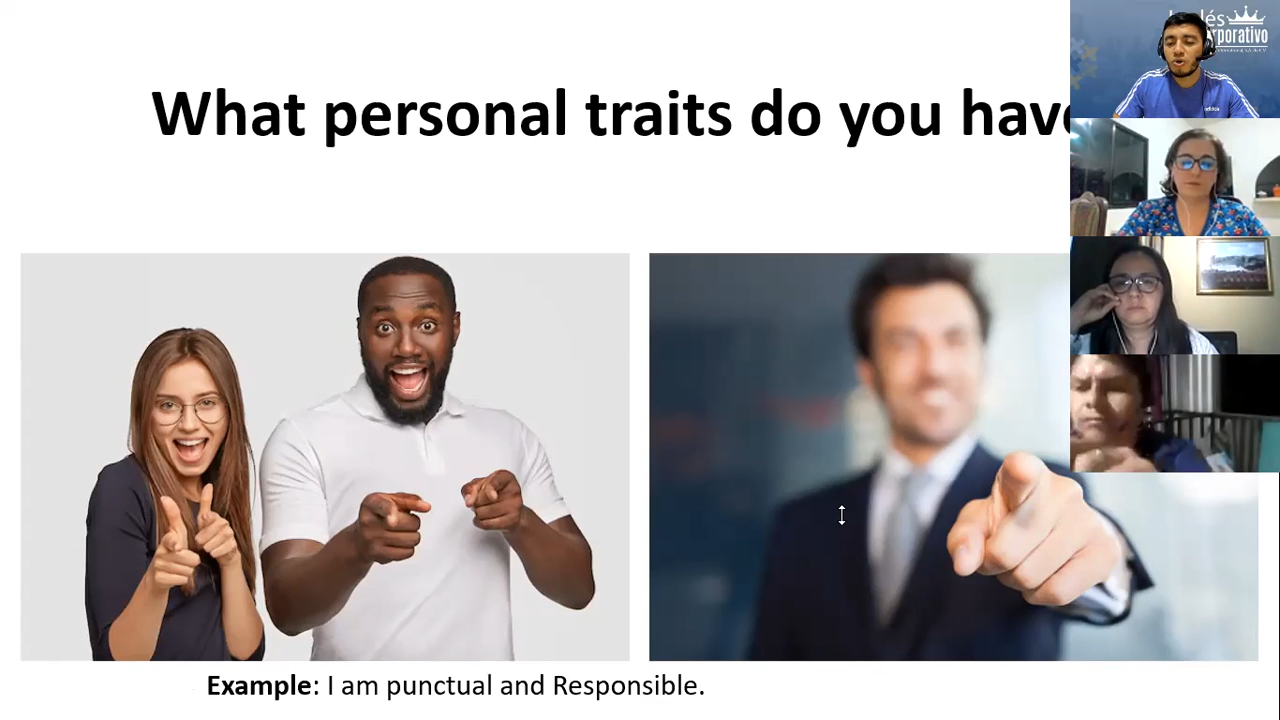 What personal traits do you have
Example: I am punctual and Responsible.